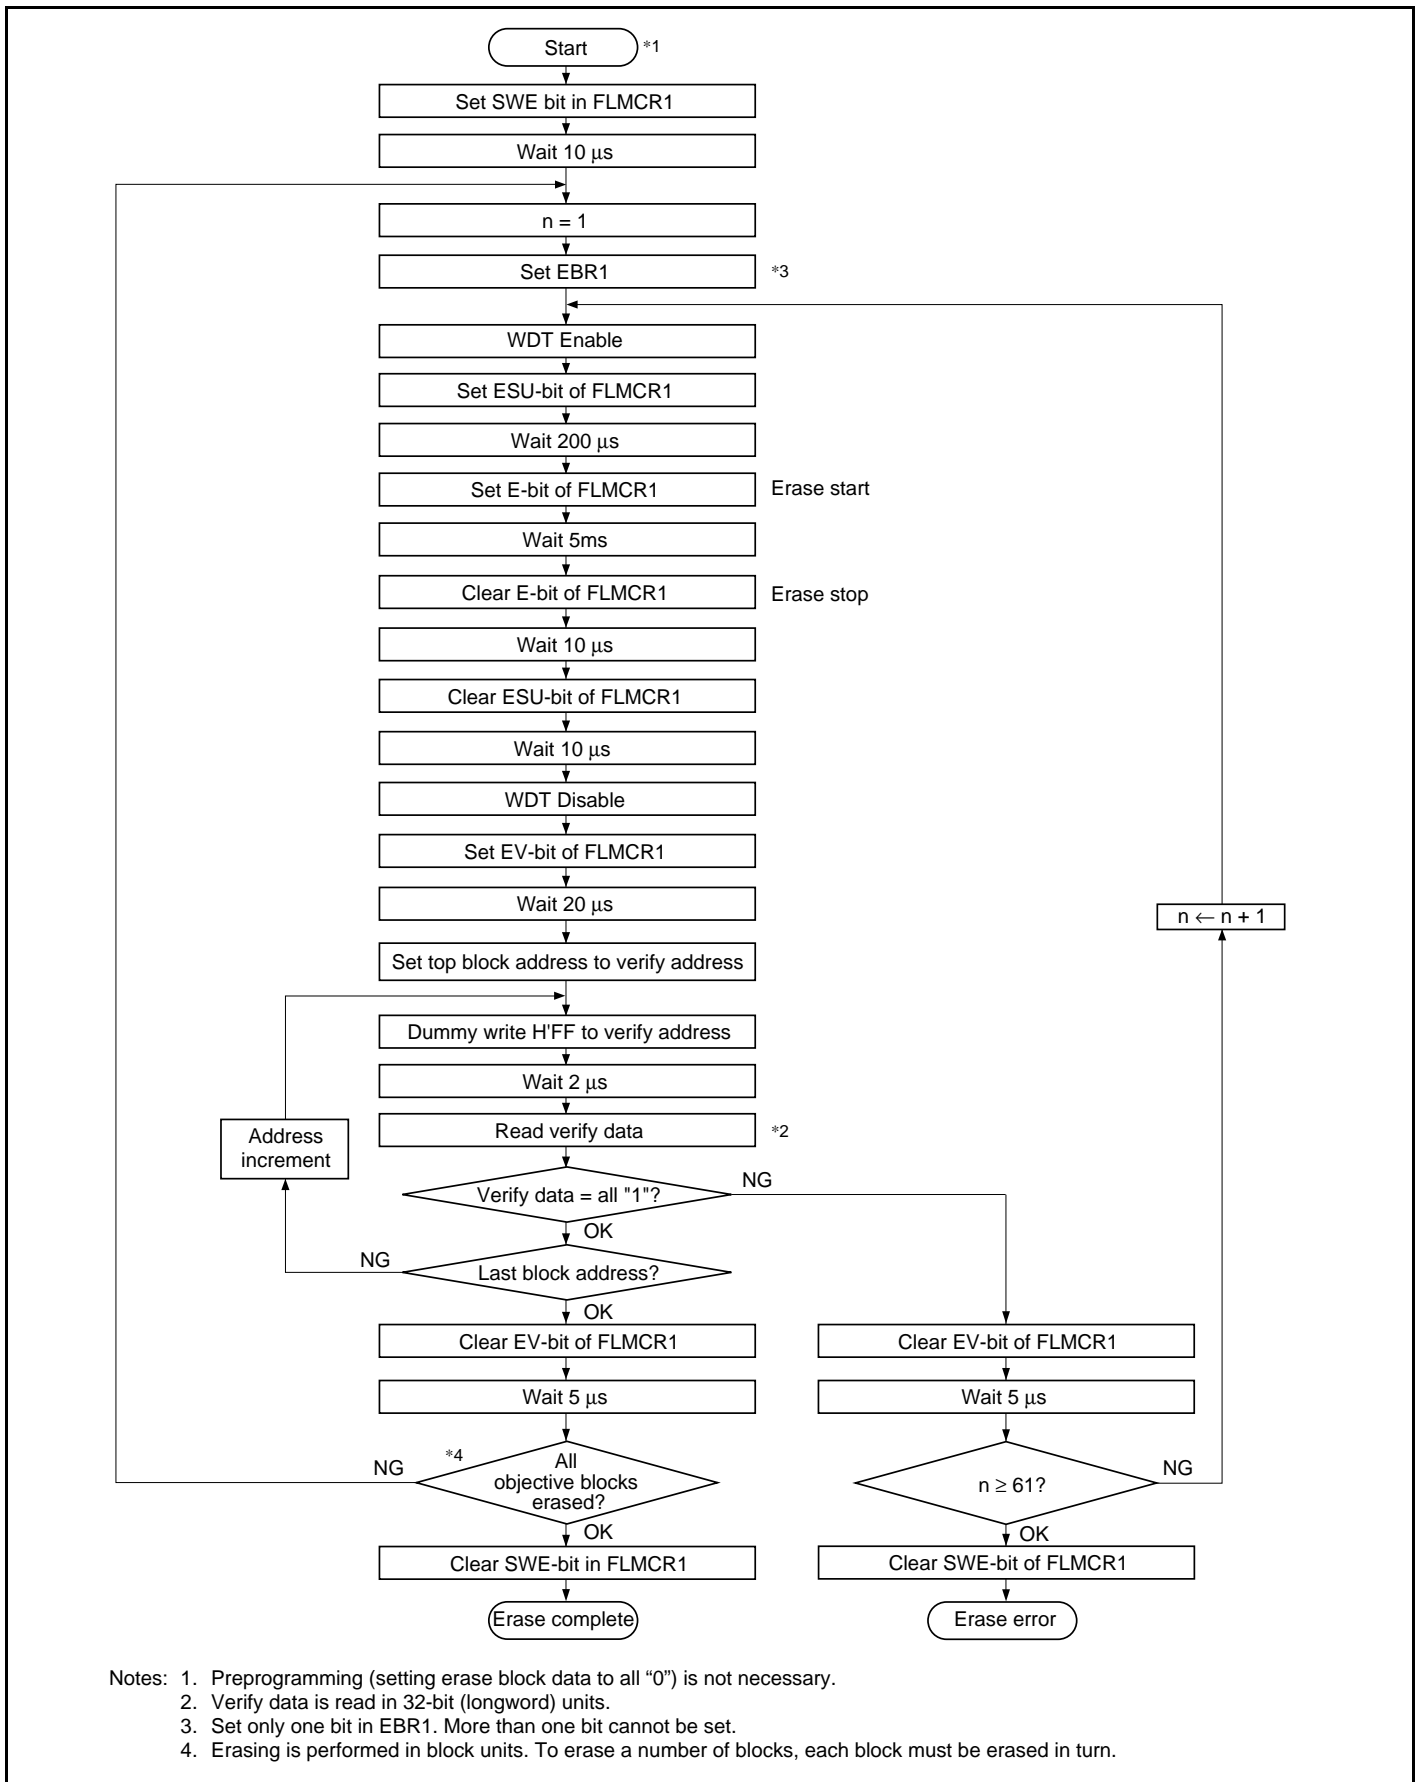 Start *1
Set SWE bit in FLMCR1
Wait 10 μs
n = 1
Set EBR1 *3
WDT Enable
Set ESU-bit of FLMCR1
Wait 200 μs
Set E-bit of FLMCR1 Erase start
Wait 5ms
Clear E-bit of FLMCR1 Erase stop
Wait 10 μs
Clear ESU-bit of FLMCR1
Wait 10 μs
WDT Disable
Set EV-bit of FLMCR1
Wait 20 μs
n ← n + 1
Set top block address to verify address
Dummy write H'FF to verify address
Wait 2 μs
Read verify data *2
Address
increment
Verify data = all "1"? NG
OK
NG Last block address?
OK
Clear EV-bit of FLMCR1 Clear EV-bit of FLMCR1
Wait 5 μs Wait 5 μs
NG *4 All
objective blocks
erased?
n ≥ 61? NG
OK OK
Clear SWE-bit in FLMCR1 Clear SWE-bit of FLMCR1
Erase complete Erase error
Notes: 1. Preprogramming (setting erase block data to all “0”) is not necessary.
2. Verify data is read in 32-bit (longword) units.
3. Set only one bit in EBR1. More than one bit cannot be set.
4. Erasing is performed in block units. To erase a number of blocks, each block must be erased in turn.